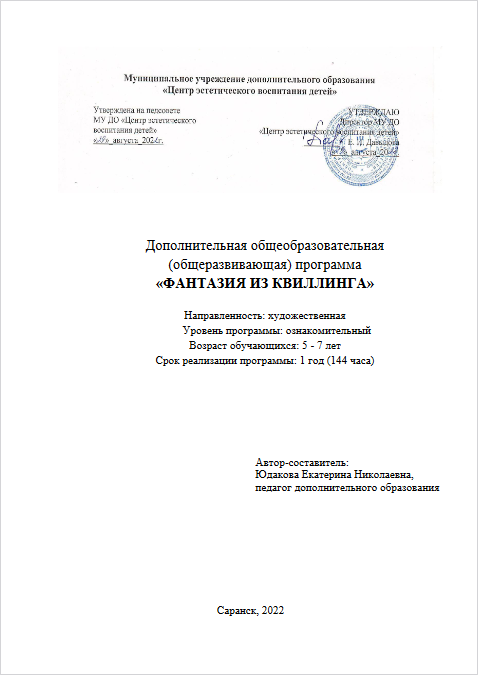 Муниципальное учреждение дополнительного образования
«Центр эстетического воспитания детей»
Утверждена на педсовете
МУ ДО «Центр эстетического
воспитания детей»
августа
УТВЕРЖДАЮ
Директор МУ ДО
«Центр эстетического воспитания детей»
Е. И. Давыдова
августа
Дополнительная общеобразовательная
(общеразвивающая) программа
«ФАНТАЗИЯ ИЗ КВИЛЛИНГА»
Направленность: художественная
Уровень программы: ознакомительный
Возраст обучающихся: 5 - 7 лет
Срок реализации программы: 1 год (144 часа)
Автор-составитель:
Юдакова Екатерина Николаевна,
педагог дополнительного образования
Саранск, 2022